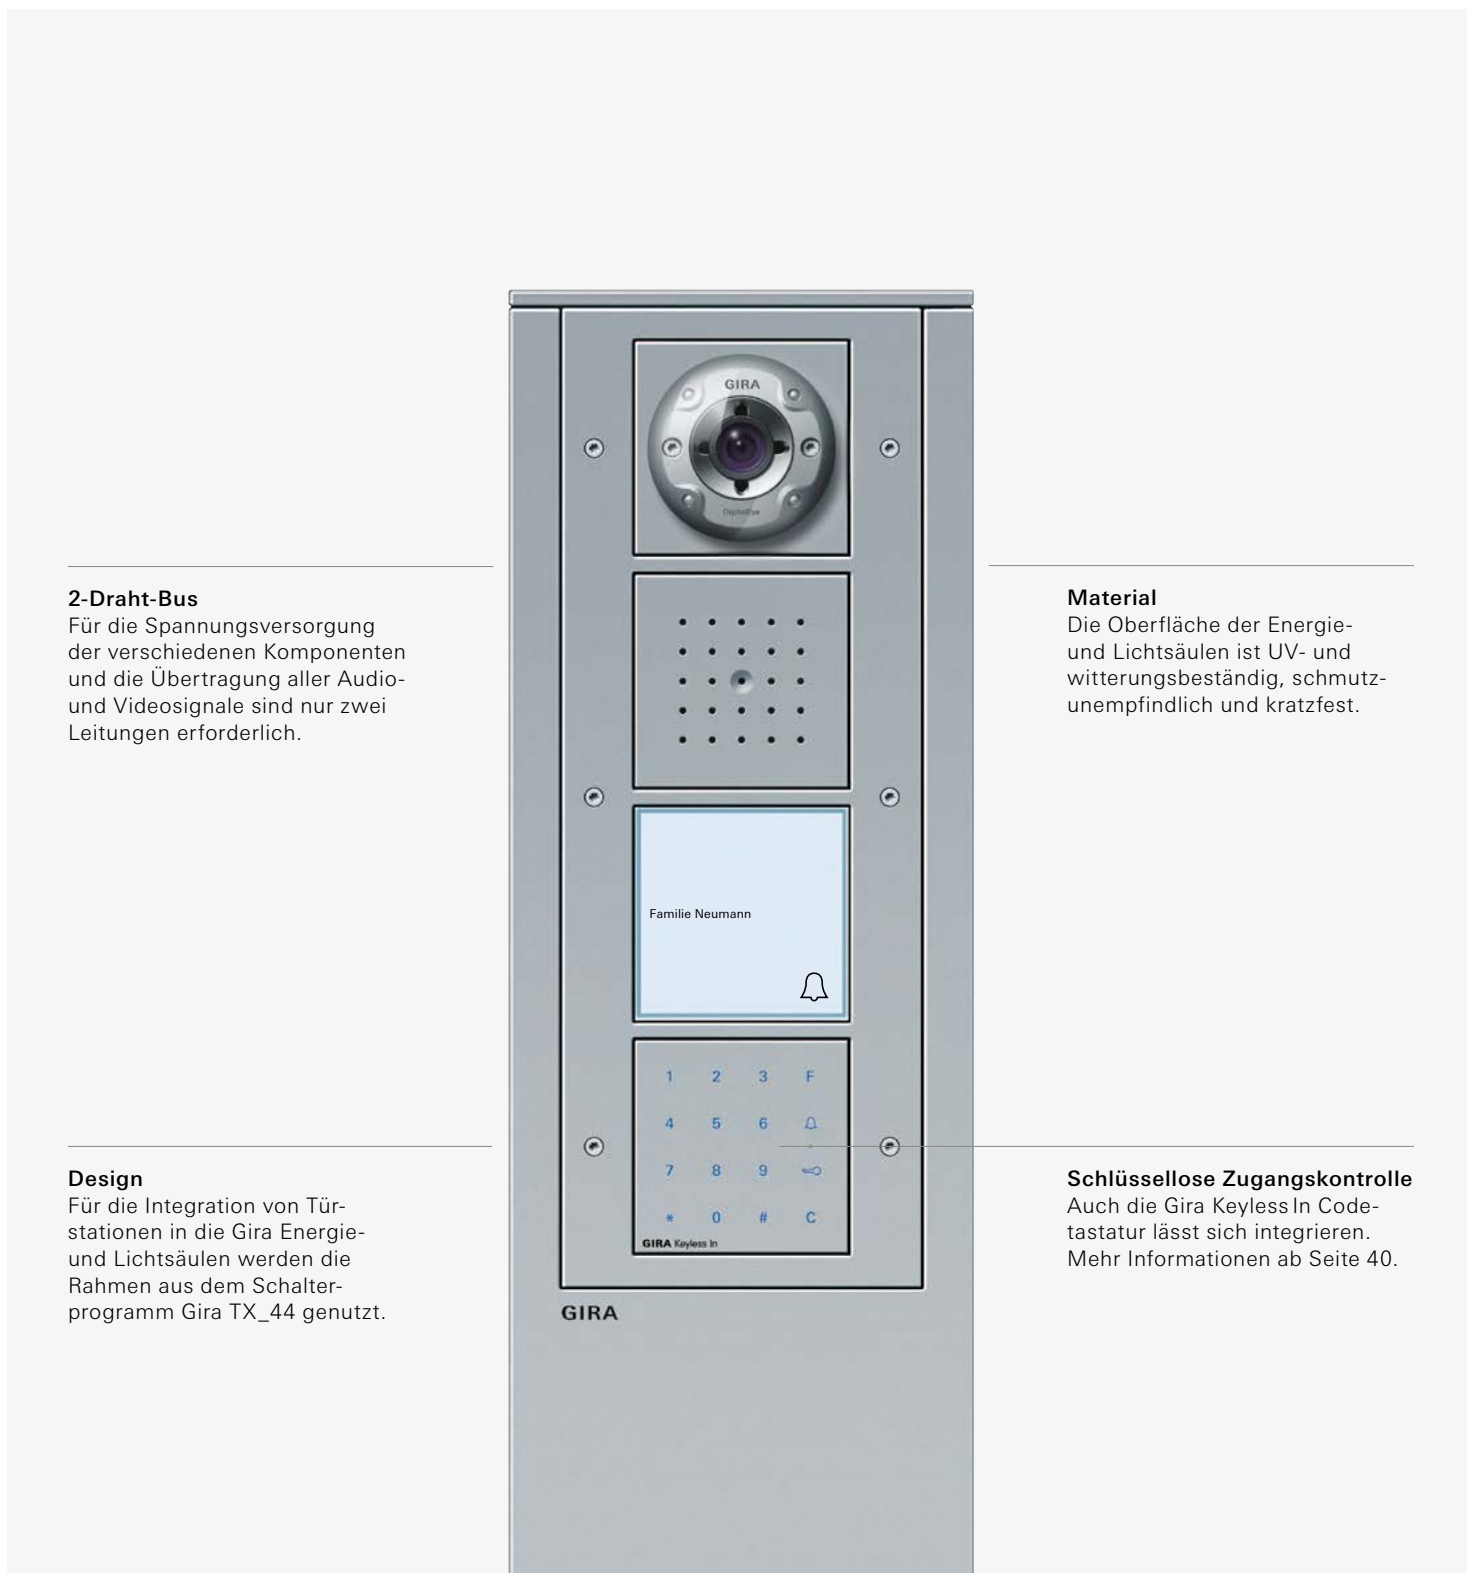 GIRA
2-Draht-Bus
Für die Spannungsversorgung
der verschiedenen Komponenten
und die Übertragung aller Audio-
und Videosignale sind nur zwei
Leitungen erforderlich.
Material
Die Oberfläche der Energie-
und Lichtsäulen ist UV- und
witterungsbeständig, schmutz-
unempfindlich und kratzfest.
Familie Neumann
1 2 3 F
4 5 6
7 8 9
* 0 # C
GIRA Keyless In
Design
Für die Integration von Tür-
stationen in die Gira Energie-
und Lichtsäulen werden die
Rahmen aus dem Schalter-
programm Gira TX_44 genutzt.
Schlüssellose Zugangskontrolle
Auch die Gira Keyless In Code-
tastatur lässt sich integrieren.
Mehr Informationen ab Seite 40.
GIRA